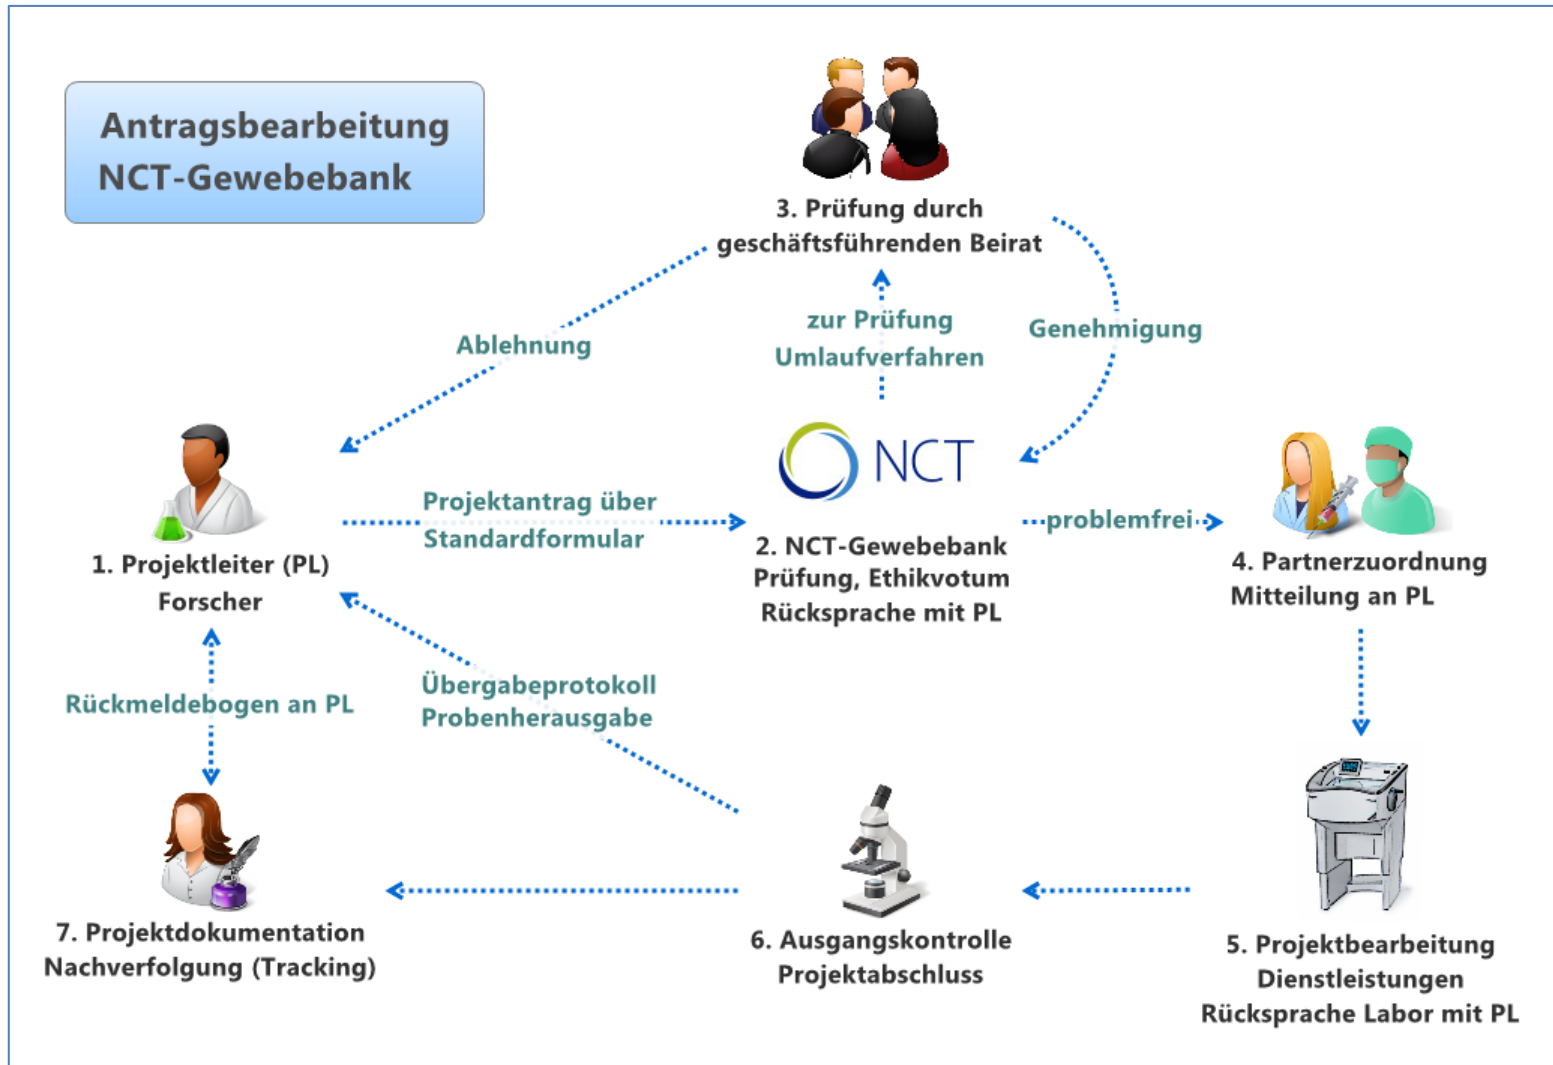 Antragsbearbeitung
NCT-Gewebebank
3. Prüfung durch
geschäftsführenden Beirat
Ablehnung
zur Prüfung
Umlaufverfahren
Genehmigung
NCT
Projektantrag über
Standardformular
problemfrei
1. Projektleiter (PL)
Forscher
2. NCT-Gewebebank
Prüfung, Ethikvotum
Rücksprache mit PL
4. Partnerzuordnung
Mitteilung an PL
Rückmeldebogen an PL
Übergabeprotokoll
Probenherausgabe
7. Projektdokumentation
Nachverfolgung (Tracking)
6. Ausgangskontrolle
Projektabschluss
5. Projektbearbeitung
Dienstleistungen
Rücksprache Labor mit PL